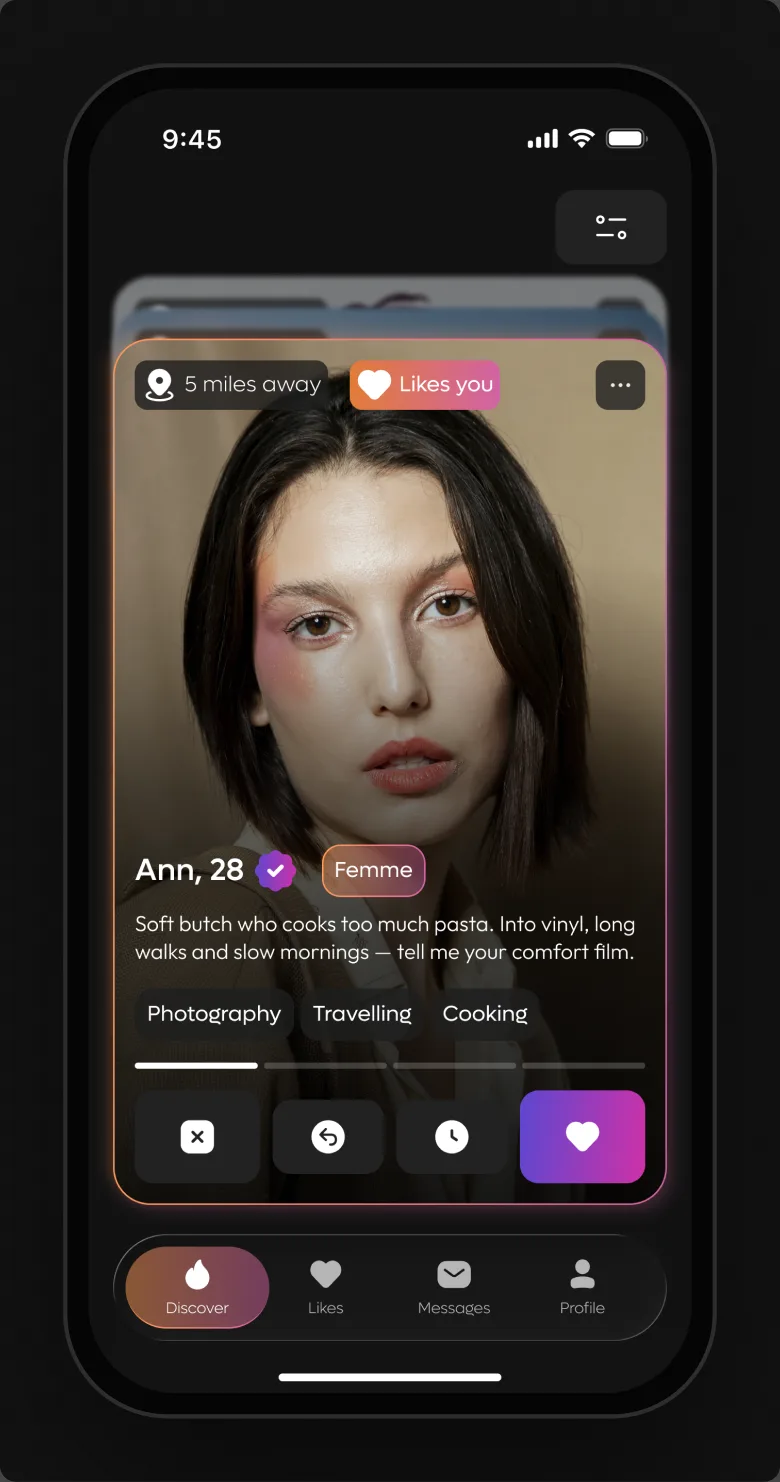 9:45
5 miles away
Likes you
Ann, 28
Femme
Soft butch who cooks too much pasta. Into vinyl, long
walks and slow mornings — tell me your comfort film.
Photography Travelling Cooking
Discover Likes Messages Profile